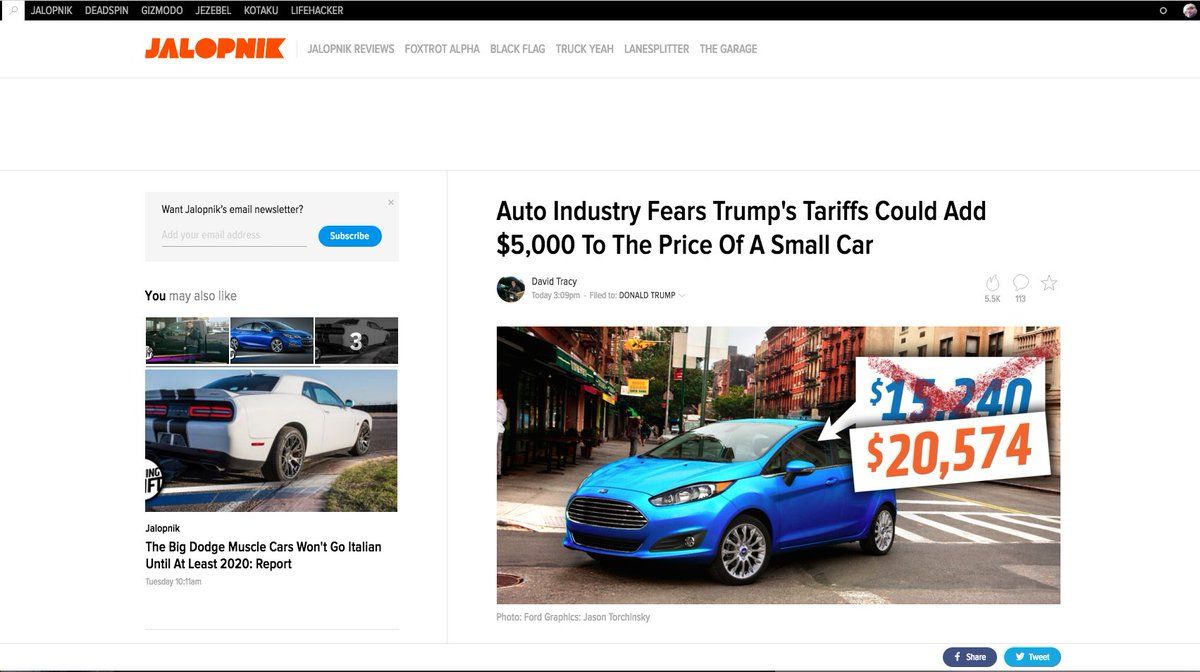 JALOPNIK DEADSPIN GIZMODO JEZEBEL KOTAKU LIFEHACKER
JALOPNIK JALOPNIK REVIEWS FOXTROT ALPHA BLACK FLAG TRUCK YEAH LANESPLITTER THE GARAGE
Want Jalopnik's email newsletter?
Add your email address
Subscribe
You may also like
3
Jalopnik
The Big Dodge Muscle Cars Won't Go Italian
Until At Least 2020: Report
Tuesday 10:11am
Auto Industry Fears Trump's Tariffs Could Add
$5,000 To The Price Of A Small Car
David Tracy
Today 3:09pm - Filed to: DONALD TRUMP
5.5K 113
$15,240
$20,574
Photo: Ford Graphics: Jason Torchinsky
Share Tweet